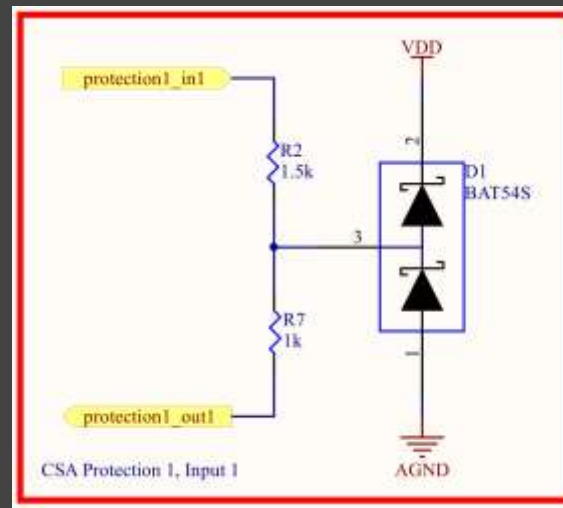 VDD
protection1_in1
2
R2
1.5k
D1
BAT54S
3
R7
1k
1
protection1_out1
CSA Protection 1, Input 1
AGND